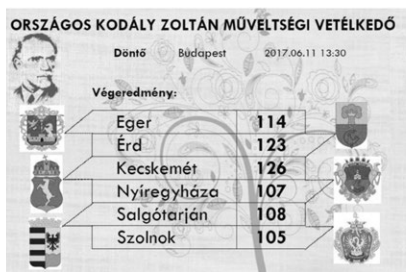 ORSZÁGOS KODÁLY ZOLTÁN MŰVELTSÉGI VETÉLKEDŐ
Döntő Budapest 2017.06.11 13:30
Végeredmény:
Eger 114
Érd 123
Kecskemét 126
Nyíregyháza 107
Salgótarján 108
Szolnok 105